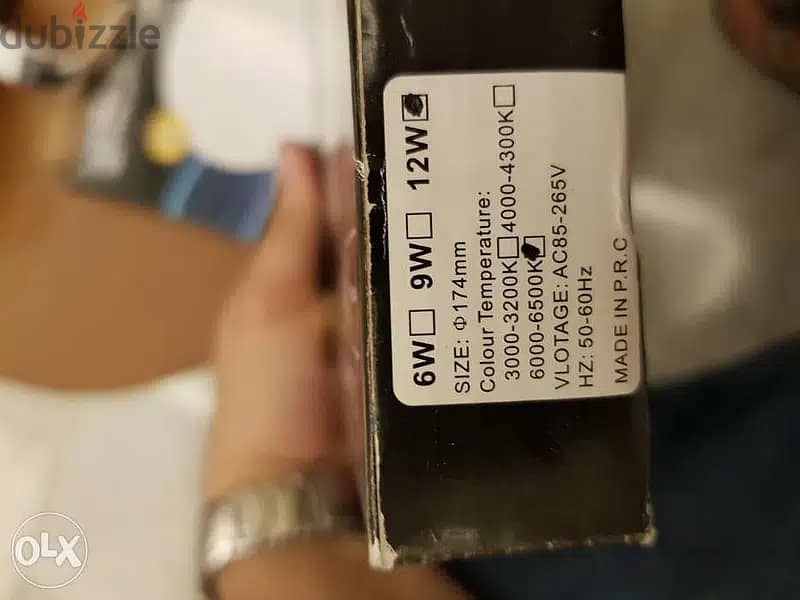 dubizzle
6W☐ 9W☐ 12W☑
SIZE: Φ174mm
Colour Temperature:
3000-3200K☐ 4000-4300K☐
6000-6500K☑
VLOTAGE: AC85-265V
HZ: 50-60Hz
MADE IN P.R.C
OLX